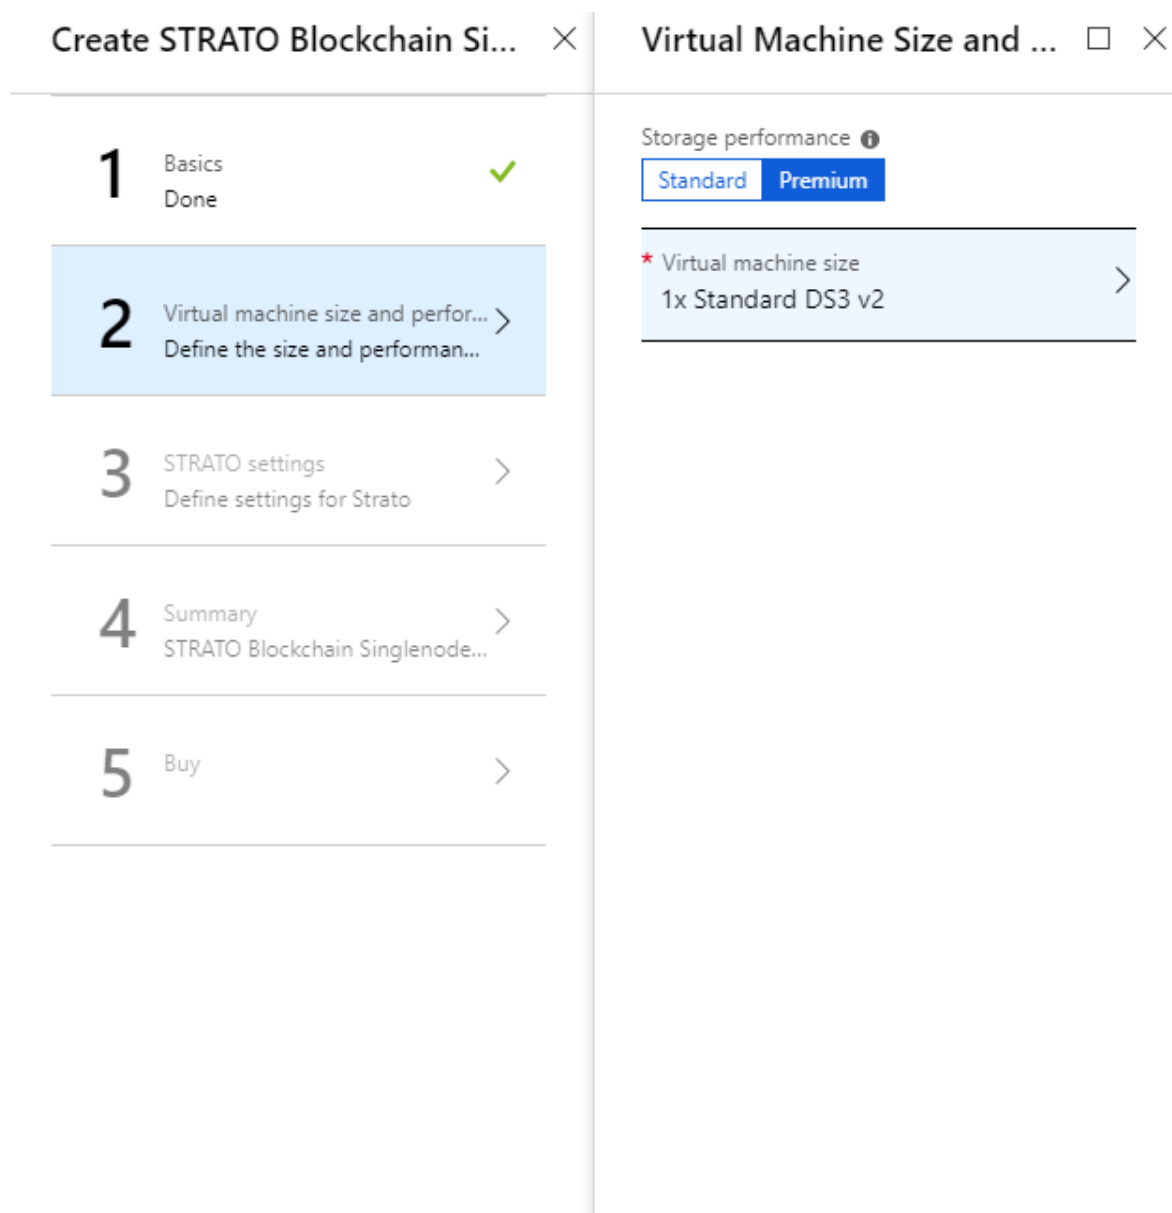 Create STRATO Blockchain Si...
1
Basics
Done
2
Virtual machine size and perfor...
Define the size and performan...
3
STRATO settings
Define settings for Strato
4
Summary
STRATO Blockchain Singlenode...
5
Buy
Virtual Machine Size and ...
Storage performance
Standard Premium
* Virtual machine size
1x Standard DS3 v2